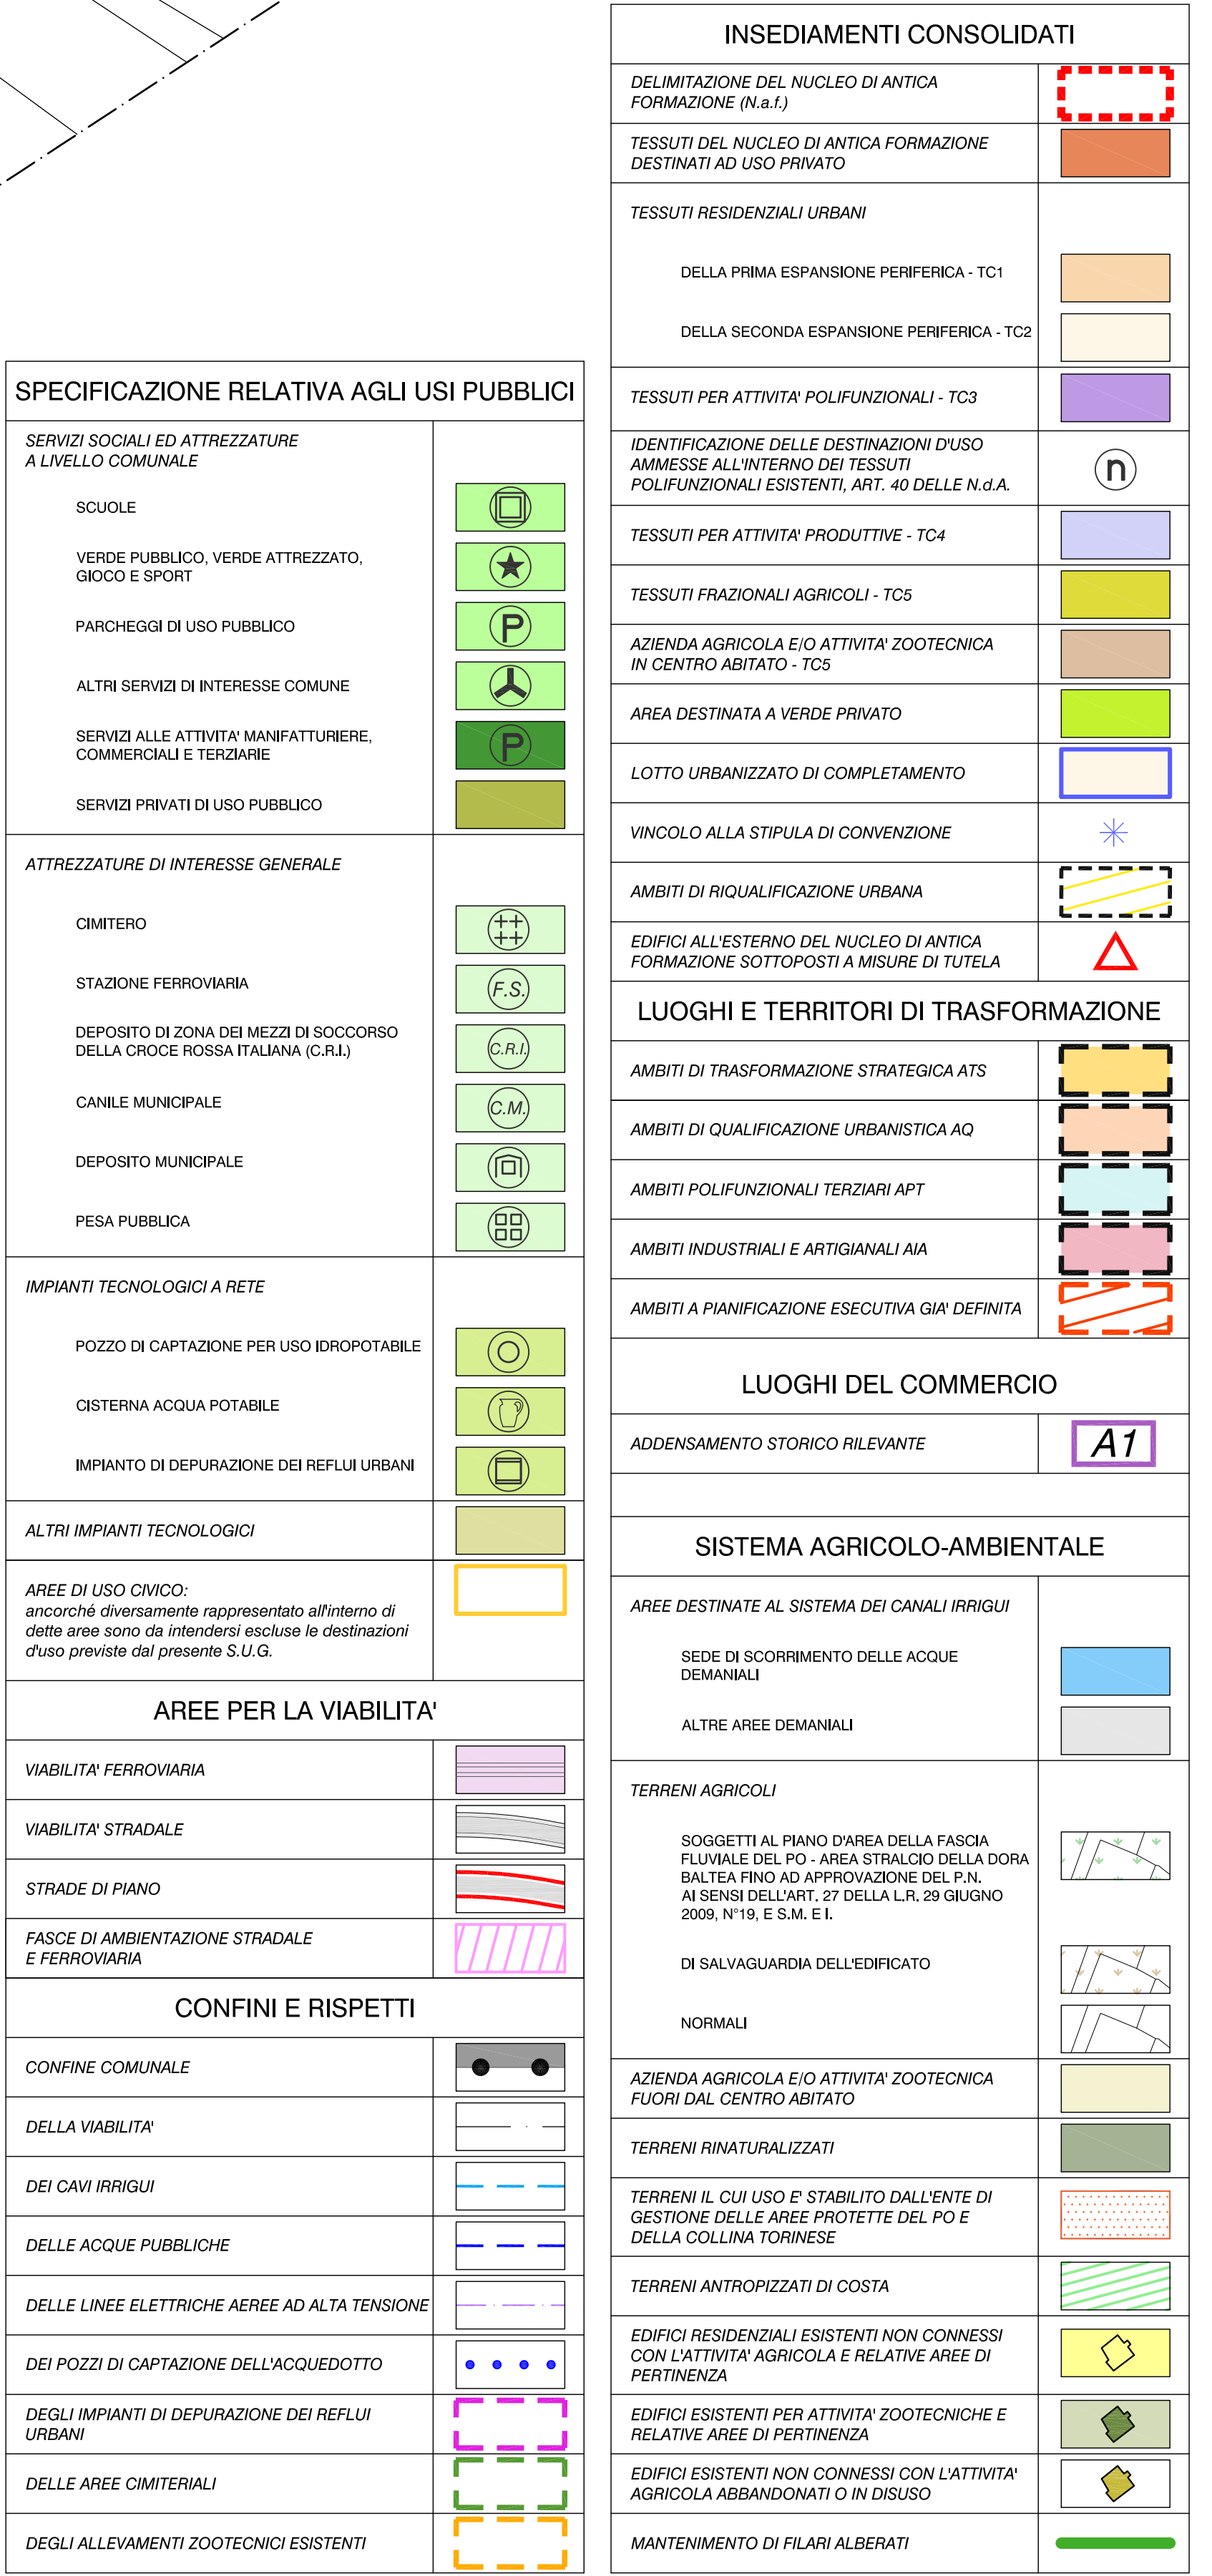 SPECIFICAZIONE RELATIVA AGLI USI PUBBLICI
SERVIZI SOCIALI ED ATTREZZATURE
A LIVELLO COMUNALE
SCUOLE
VERDE PUBBLICO, VERDE ATTREZZATO,
GIOCO E SPORT
PARCHEGGI DI USO PUBBLICO
P
ALTRI SERVIZI DI INTERESSE COMUNE
SERVIZI ALLE ATTIVITA' MANIFATTURIERE,
COMMERCIALI E TERZIARIE
P
SERVIZI PRIVATI DI USO PUBBLICO
ATTREZZATURE DI INTERESSE GENERALE
CIMITERO
STAZIONE FERROVIARIA
F.S.
DEPOSITO DI ZONA DEI MEZZI DI SOCCORSO
DELLA CROCE ROSSA ITALIANA (C.R.I.)
C.R.I.
CANILE MUNICIPALE
C.M.
DEPOSITO MUNICIPALE
PESA PUBBLICA
IMPIANTI TECNOLOGICI A RETE
POZZO DI CAPTAZIONE PER USO IDROPOTABILE
CISTERNA ACQUA POTABILE
IMPIANTO DI DEPURAZIONE DEI REFLUI URBANI
ALTRI IMPIANTI TECNOLOGICI
AREE DI USO CIVICO:
ancorché diversamente rappresentato all'interno di
dette aree sono da intendersi escluse le destinazioni
d'uso previste dal presente S.U.G.
AREE PER LA VIABILITA'
VIABILITA' FERROVIARIA
VIABILITA' STRADALE
STRADE DI PIANO
FASCE DI AMBIENTAZIONE STRADALE
E FERROVIARIA
CONFINI E RISPETTI
CONFINE COMUNALE
DELLA VIABILITA'
DEI CAVI IRRIGUI
DELLE ACQUE PUBBLICHE
DELLE LINEE ELETTRICHE AEREE AD ALTA TENSIONE
DEI POZZI DI CAPTAZIONE DELL'ACQUEDOTTO
DEGLI IMPIANTI DI DEPURAZIONE DEI REFLUI
URBANI
DELLE AREE CIMITERIALI
DEGLI ALLEVAMENTI ZOOTECNICI ESISTENTI
INSEDIAMENTI CONSOLIDATI
DELIMITAZIONE DEL NUCLEO DI ANTICA
FORMAZIONE (N.a.f.)
TESSUTI DEL NUCLEO DI ANTICA FORMAZIONE
DESTINATI AD USO PRIVATO
TESSUTI RESIDENZIALI URBANI
DELLA PRIMA ESPANSIONE PERIFERICA - TC1
DELLA SECONDA ESPANSIONE PERIFERICA - TC2
TESSUTI PER ATTIVITA' POLIFUNZIONALI - TC3
IDENTIFICAZIONE DELLE DESTINAZIONI D'USO
AMMESSE ALL'INTERNO DEI TESSUTI
POLIFUNZIONALI ESISTENTI, ART. 40 DELLE N.d.A.
n
TESSUTI PER ATTIVITA' PRODUTTIVE - TC4
TESSUTI FRAZIONALI AGRICOLI - TC5
AZIENDA AGRICOLA E/O ATTIVITA' ZOOTECNICA
IN CENTRO ABITATO - TC5
AREA DESTINATA A VERDE PRIVATO
LOTTO URBANIZZATO DI COMPLETAMENTO
VINCOLO ALLA STIPULA DI CONVENZIONE
AMBITI DI RIQUALIFICAZIONE URBANA
EDIFICI ALL'ESTERNO DEL NUCLEO DI ANTICA
FORMAZIONE SOTTOPOSTI A MISURE DI TUTELA
LUOGHI E TERRITORI DI TRASFORMAZIONE
AMBITI DI TRASFORMAZIONE STRATEGICA ATS
AMBITI DI QUALIFICAZIONE URBANISTICA AQ
AMBITI POLIFUNZIONALI TERZIARI APT
AMBITI INDUSTRIALI E ARTIGIANALI AIA
AMBITI A PIANIFICAZIONE ESECUTIVA GIA' DEFINITA
LUOGHI DEL COMMERCIO
ADDENSAMENTO STORICO RILEVANTE
A1
SISTEMA AGRICOLO-AMBIENTALE
AREE DESTINATE AL SISTEMA DEI CANALI IRRIGUI
SEDE DI SCORRIMENTO DELLE ACQUE
DEMANIALI
ALTRE AREE DEMANIALI
TERRENI AGRICOLI
SOGGETTI AL PIANO D'AREA DELLA FASCIA
FLUVIALE DEL PO - AREA STRALCIO DELLA DORA
BALTEA FINO AD APPROVAZIONE DEL P.N.
AI SENSI DELL'ART. 27 DELLA L.R. 29 GIUGNO
2009, N°19, E S.M. E I.
DI SALVAGUARDIA DELL'EDIFICATO
NORMALI
AZIENDA AGRICOLA E/O ATTIVITA' ZOOTECNICA
FUORI DAL CENTRO ABITATO
TERRENI RINATURALIZZATI
TERRENI IL CUI USO E' STABILITO DALL'ENTE DI
GESTIONE DELLE AREE PROTETTE DEL PO E
DELLA COLLINA TORINESE
TERRENI ANTROPIZZATI DI COSTA
EDIFICI RESIDENZIALI ESISTENTI NON CONNESSI
CON L'ATTIVITA' AGRICOLA E RELATIVE AREE DI
PERTINENZA
EDIFICI ESISTENTI PER ATTIVITA' ZOOTECNICHE E
RELATIVE AREE DI PERTINENZA
EDIFICI ESISTENTI NON CONNESSI CON L'ATTIVITA'
AGRICOLA ABBANDONATI O IN DISUSO
MANTENIMENTO DI FILARI ALBERATI